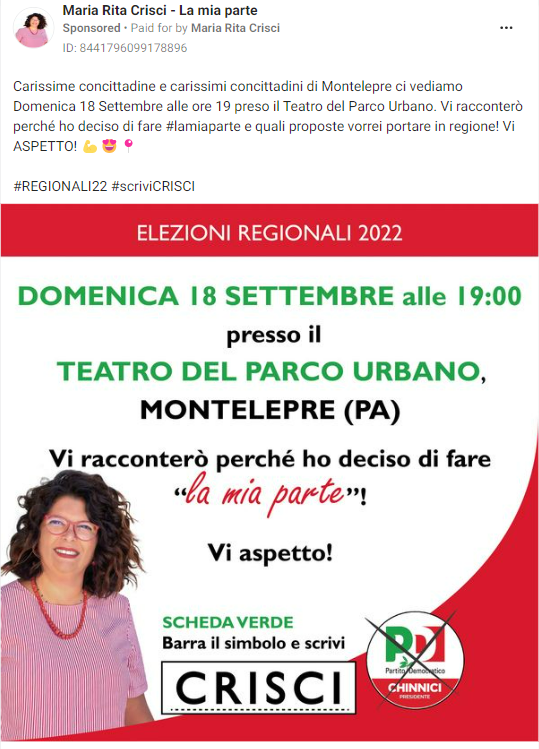 Maria Rita Crisci - La mia parte
Sponsored • Paid for by Maria Rita Crisci
ID: 8441796099178896
Carissime concittadine e carissimi concittadini di Montelepre ci vediamo
Domenica 18 Settembre alle ore 19 preso il Teatro del Parco Urbano. Vi racconterò
perché ho deciso di fare #lamiaparte e quali proposte vorrei portare in regione! Vi
ASPETTO! 💪 😍 📍
#REGIONALI22 #scriviCRISCI
ELEZIONI REGIONALI 2022
DOMENICA 18 SETTEMBRE alle 19:00
presso il
TEATRO DEL PARCO URBANO,
MONTELEPRE (PA)
Vi racconterò perché ho deciso di fare
“la mia parte”!
Vi aspetto!
SCHEDA VERDE
Barra il simbolo e scrivi
CRISCI
PD
Partito Democratico
CHINNICI
PRESIDENTE